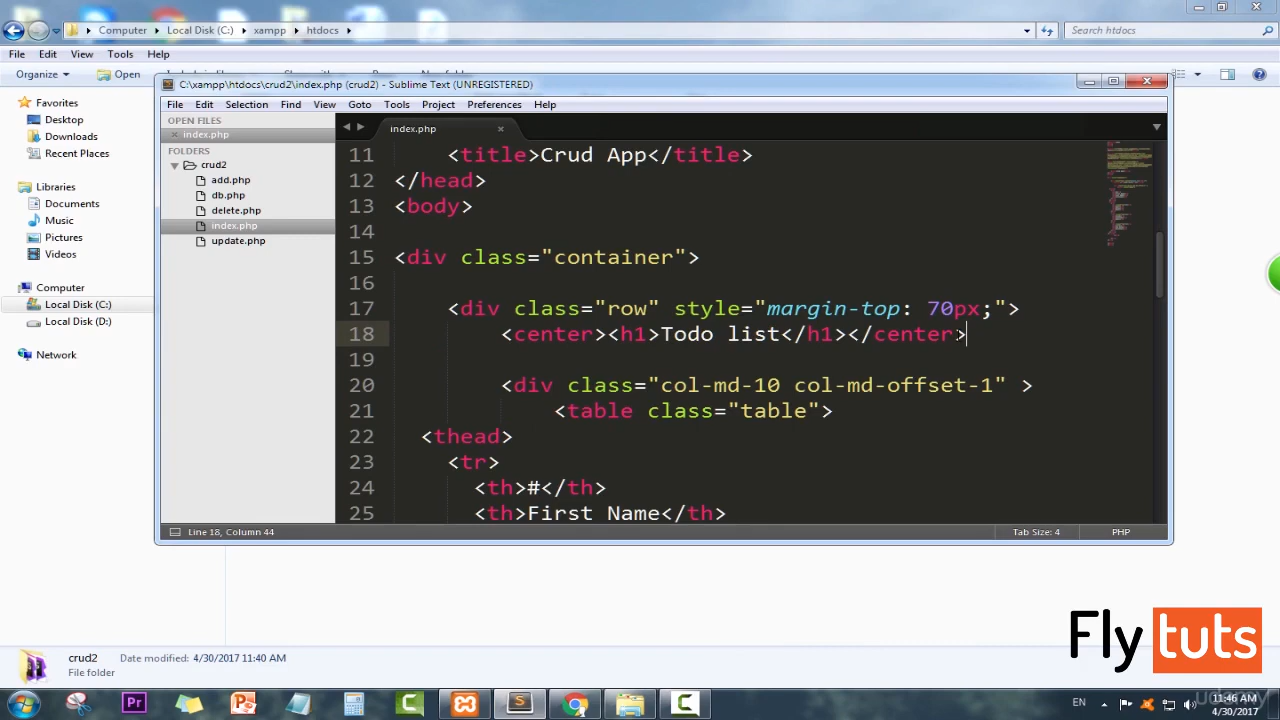 Computer Local Disk (C:) xampp htdocs
Search htdocs
File Edit View Tools Help
Organize Open
C:\xampp\htdocs\crud2\index.php (crud2) - Sublime Text (UNREGISTERED)
File Edit Selection Find View Goto Tools Project Preferences Help
Favorites
Desktop
Downloads
Recent Places
Libraries
Documents
Music
Pictures
Videos
Computer
Local Disk (C:)
Local Disk (D:)
Network
OPEN FILES
index.php
FOLDERS
crud2
add.php
db.php
delete.php
index.php
update.php
index.php
11 <title>Crud App</title>
12 </head>
13 <body>
14
15 <div class="container">
16
17 <div class="row" style="margin-top: 70px;">
18 <center><h1>Todo list</h1></center>
19
20 <div class="col-md-10 col-md-offset-1" >
21 <table class="table">
22 <thead>
23 <tr>
24 <th>#</th>
25 <th>First Name</th>
Line 18, Column 44
Tab Size: 4
PHP
crud2 Date modified: 4/30/2017 11:40 AM
File folder
Fly tuts
EN
11:46 AM
4/30/2017